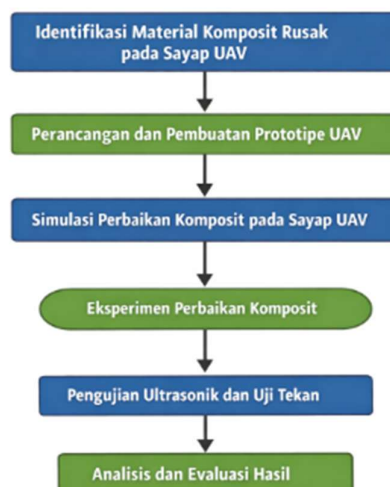 Identifikasi Material Komposit Rusak
pada Sayap UAV
Perancangan dan Pembuatan Prototipe UAV
Simulasi Perbaikan Komposit pada Sayap UAV
Eksperimen Perbaikan Komposit
Pengujian Ultrasonik dan Uji Tekan
Analisis dan Evaluasi Hasil